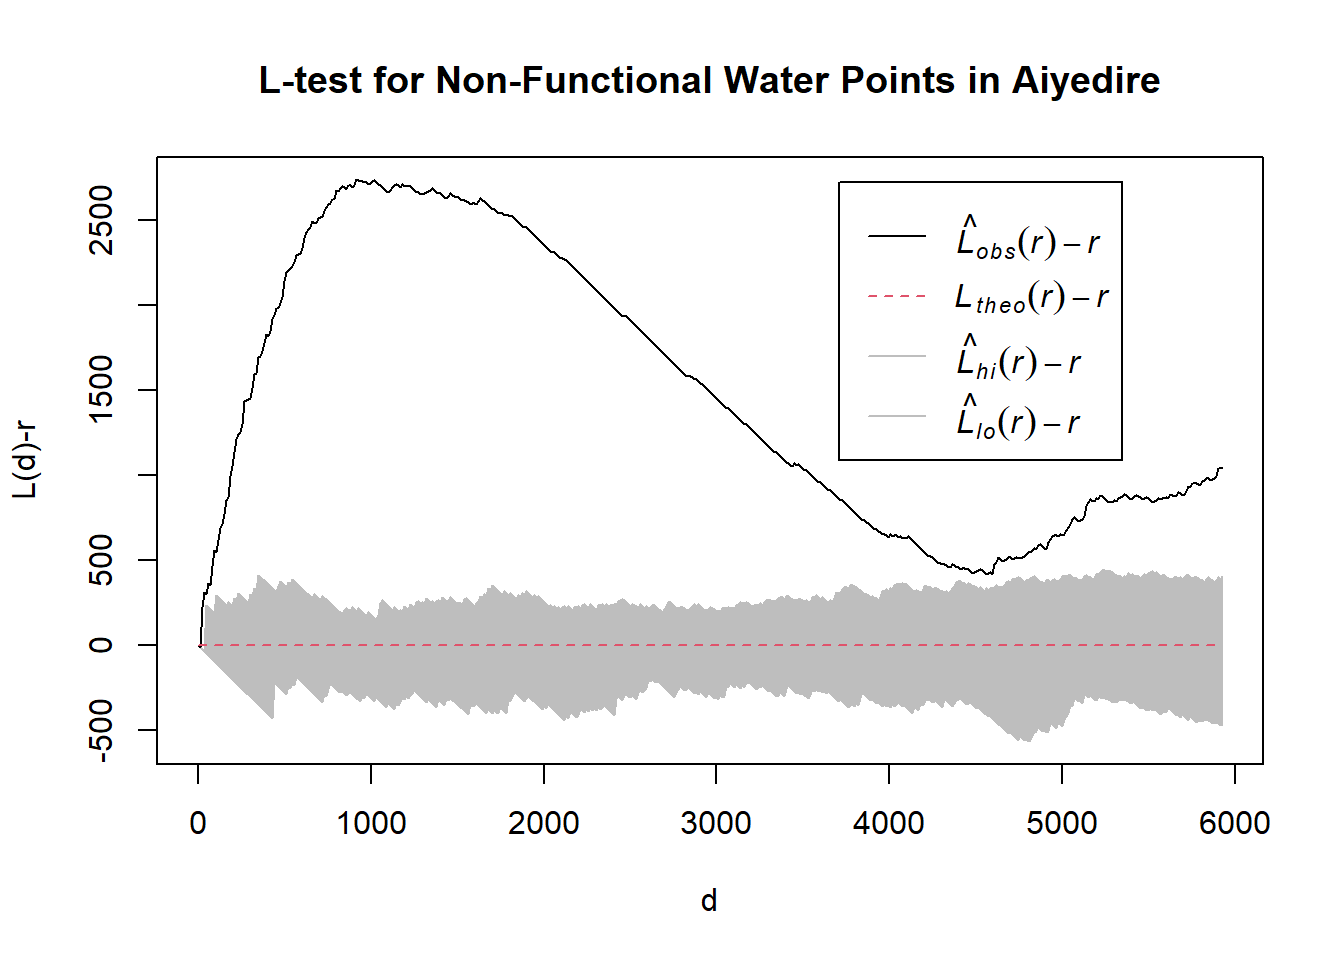 L-test for Non-Functional Water Points in Aiyedire
L(d)-r
2500
1500
500
0
-500
L̂obs(r) − r
Ltheo(r) − r
L̂hi(r) − r
L̂lo(r) − r
0 1000 2000 3000 4000 5000 6000
d